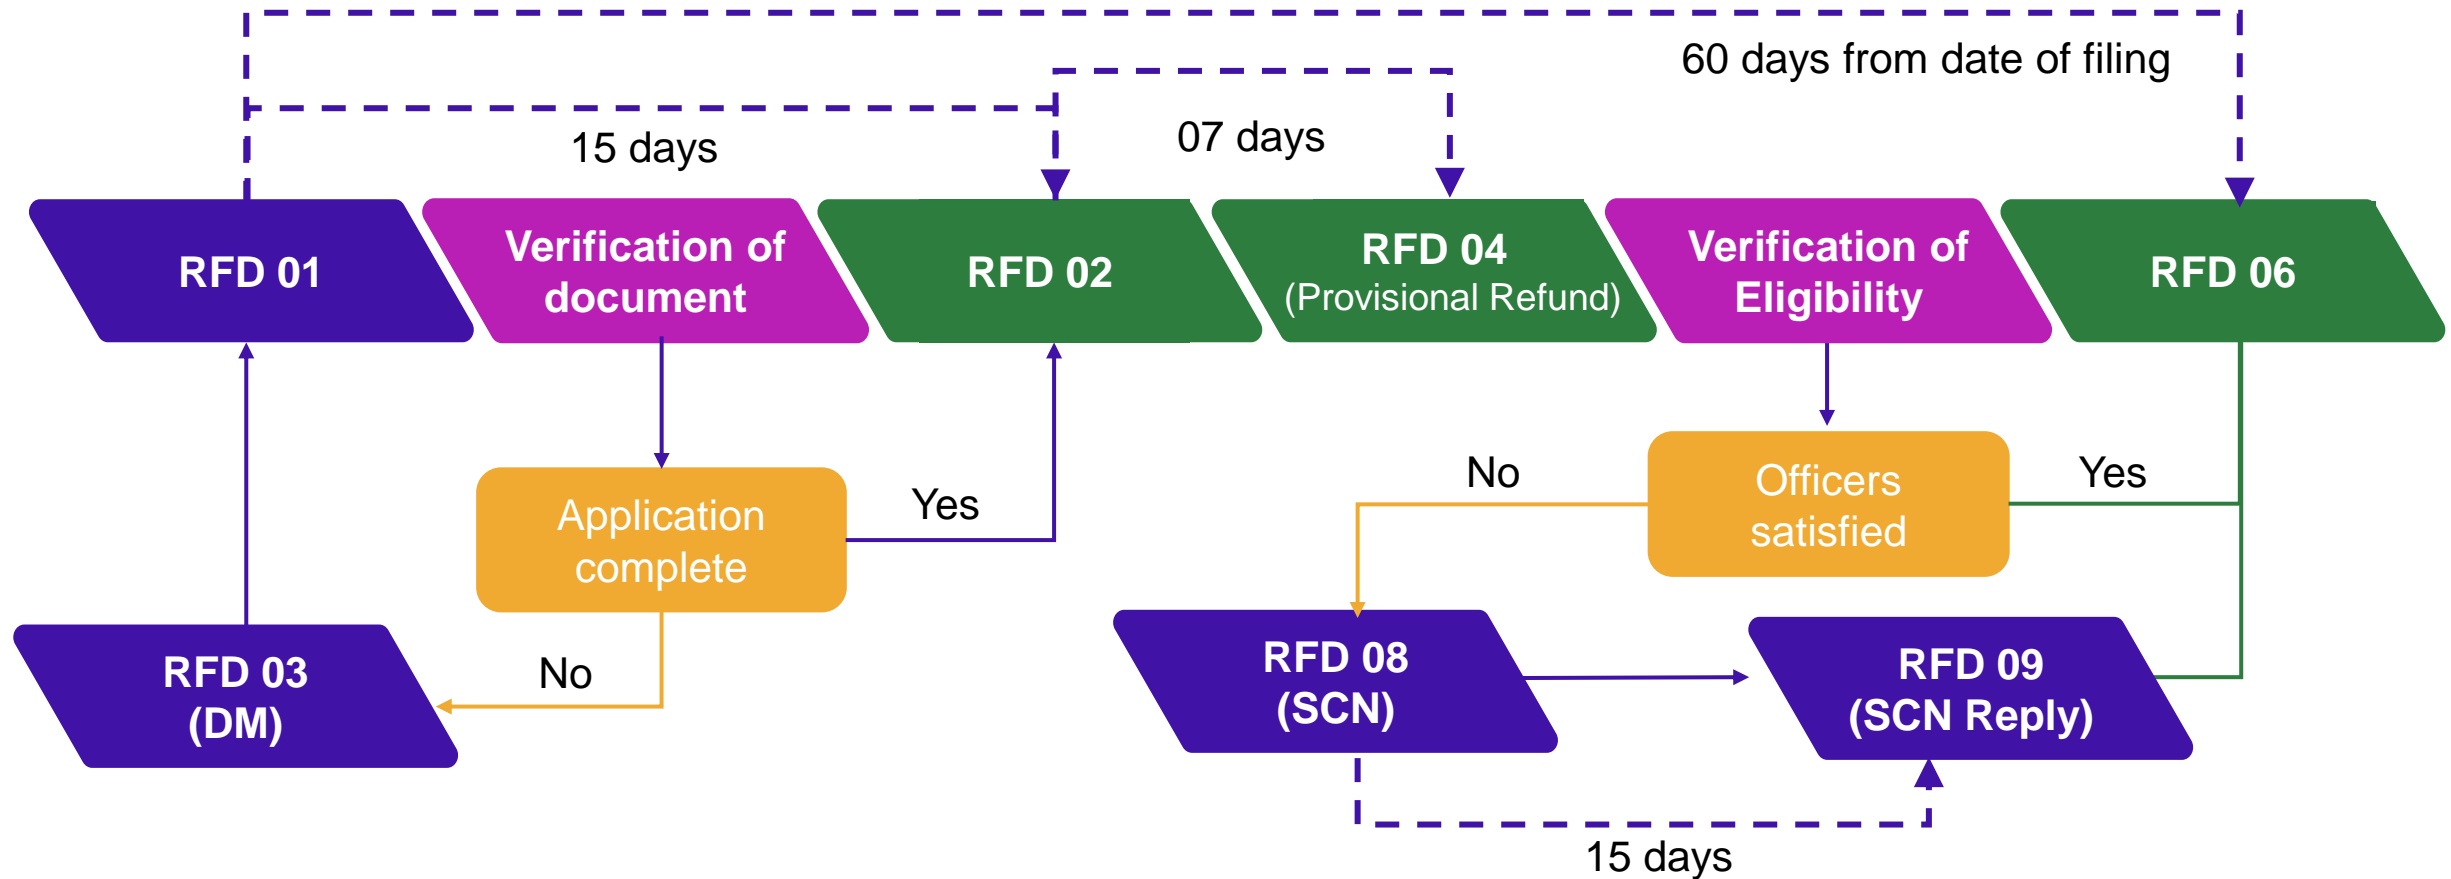 60 days from date of filing
15 days
07 days
RFD 01
Verification of
document
RFD 02
RFD 04
(Provisional Refund)
Verification of
Eligibility
RFD 06
Application
complete
Yes
No
Officers
satisfied
No
Yes
RFD 03
(DM)
RFD 08
(SCN)
RFD 09
(SCN Reply)
15 days